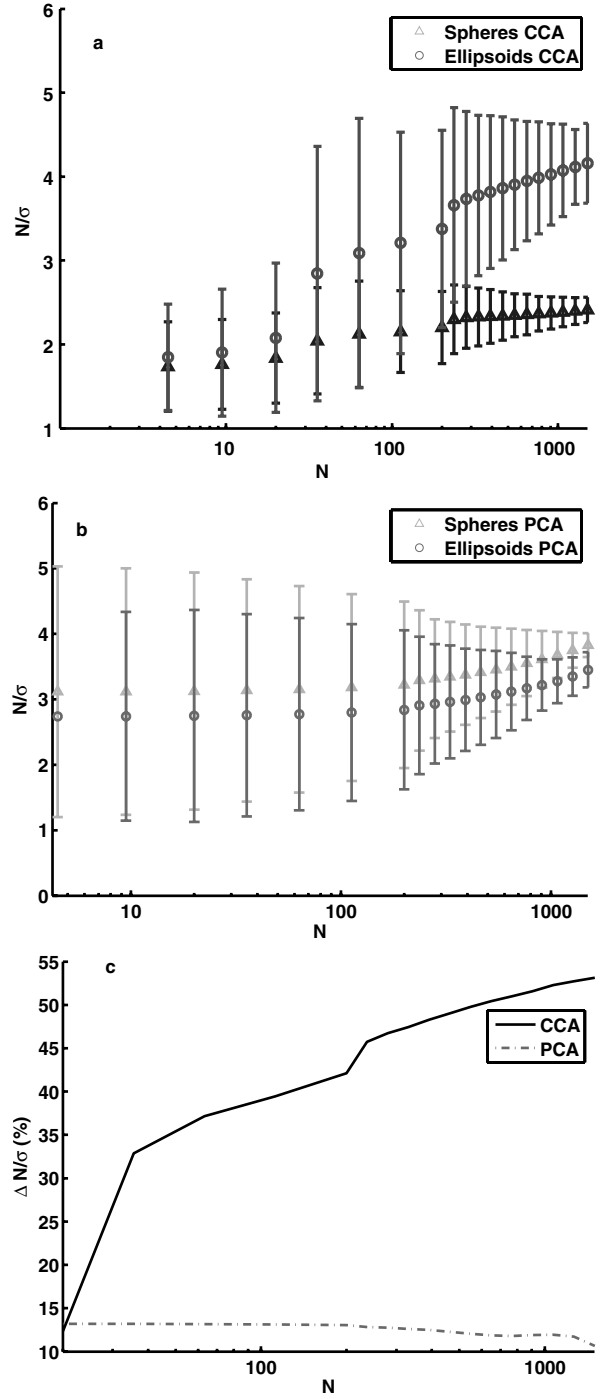 a
Spheres CCA
Ellipsoids CCA
6
5
4
3
2
1
N/σ
10
100
1000
N
b
Spheres PCA
Ellipsoids PCA
6
5
4
3
2
1
0
N/σ
10
100
1000
N
c
CCA
PCA
55
50
45
40
35
30
25
20
15
10
Δ N/σ (%)
100
1000
N